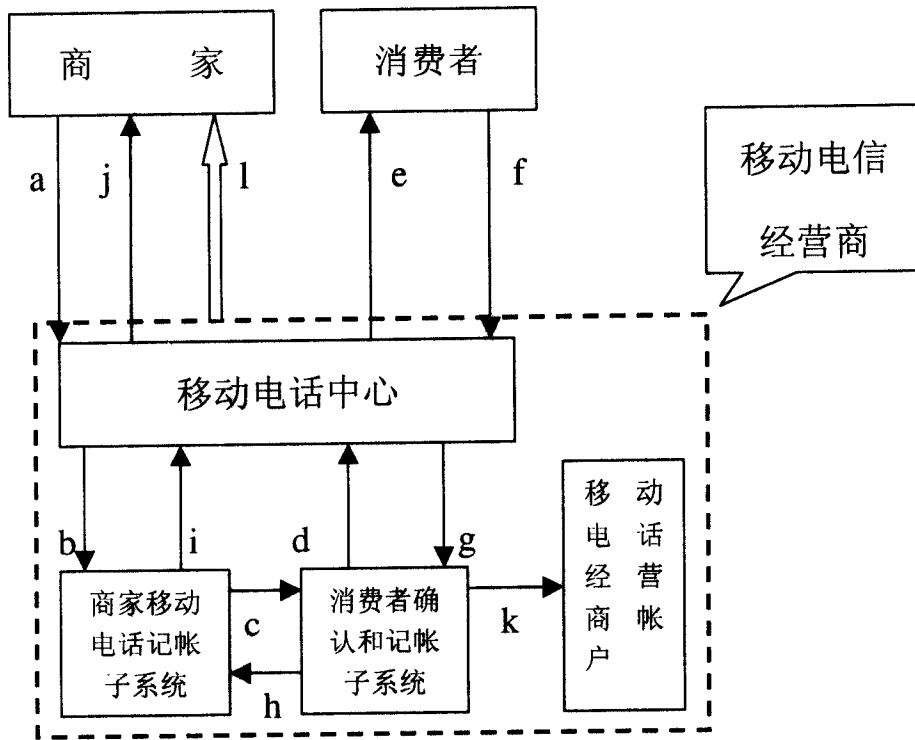 商 家
消费者
移动电信
经营商
a
j
l
e
f
移动电话中心
b
i
d
g
c
h
k
商家移动
电话记帐
子系统
消费者确
认和记帐
子系统
移 动
电 话
经 营
商 帐
户